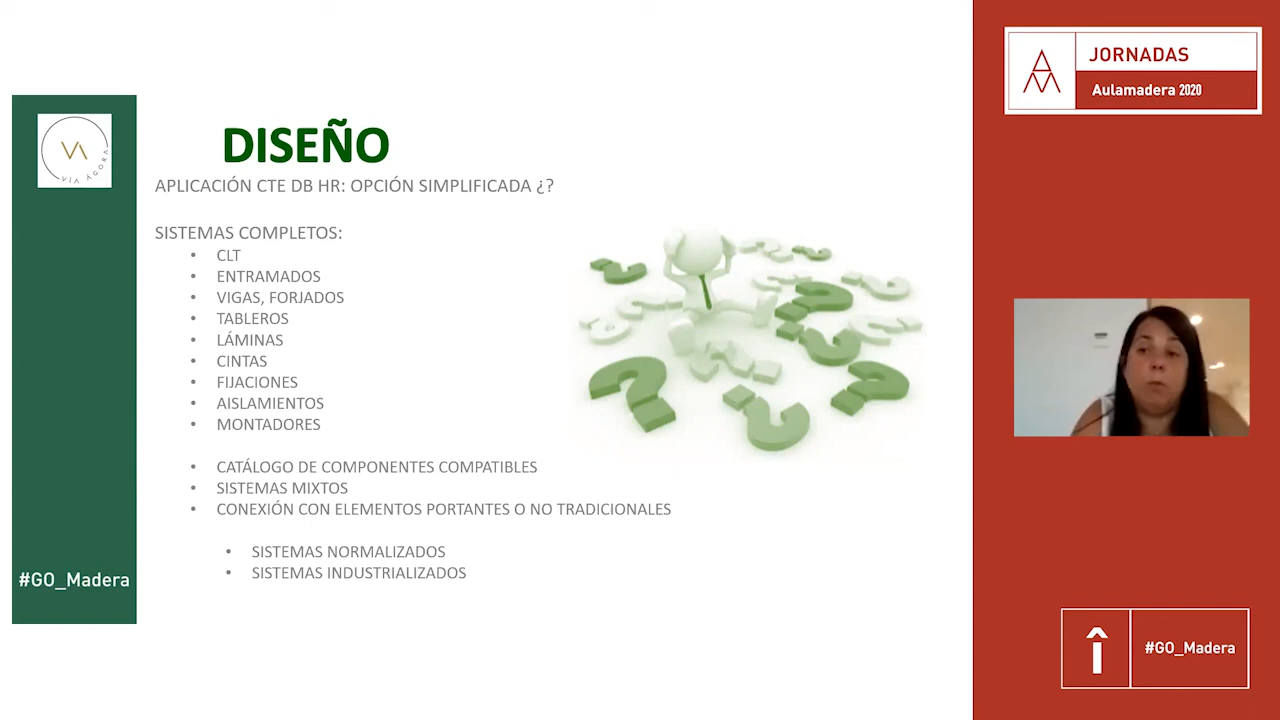 VIA ÁGORA
DISEÑO
APLICACIÓN CTE DB HR: OPCIÓN SIMPLIFICADA ¿?
SISTEMAS COMPLETOS:
• CLT
• ENTRAMADOS
• VIGAS, FORJADOS
• TABLEROS
• LÁMINAS
• CINTAS
• FIJACIONES
• AISLAMIENTOS
• MONTADORES
• CATÁLOGO DE COMPONENTES COMPATIBLES
• SISTEMAS MIXTOS
• CONEXIÓN CON ELEMENTOS PORTANTES O NO TRADICIONALES
• SISTEMAS NORMALIZADOS
• SISTEMAS INDUSTRIALIZADOS
#GO_Madera
JORNADAS
Aulamadera 2020
#GO_Madera